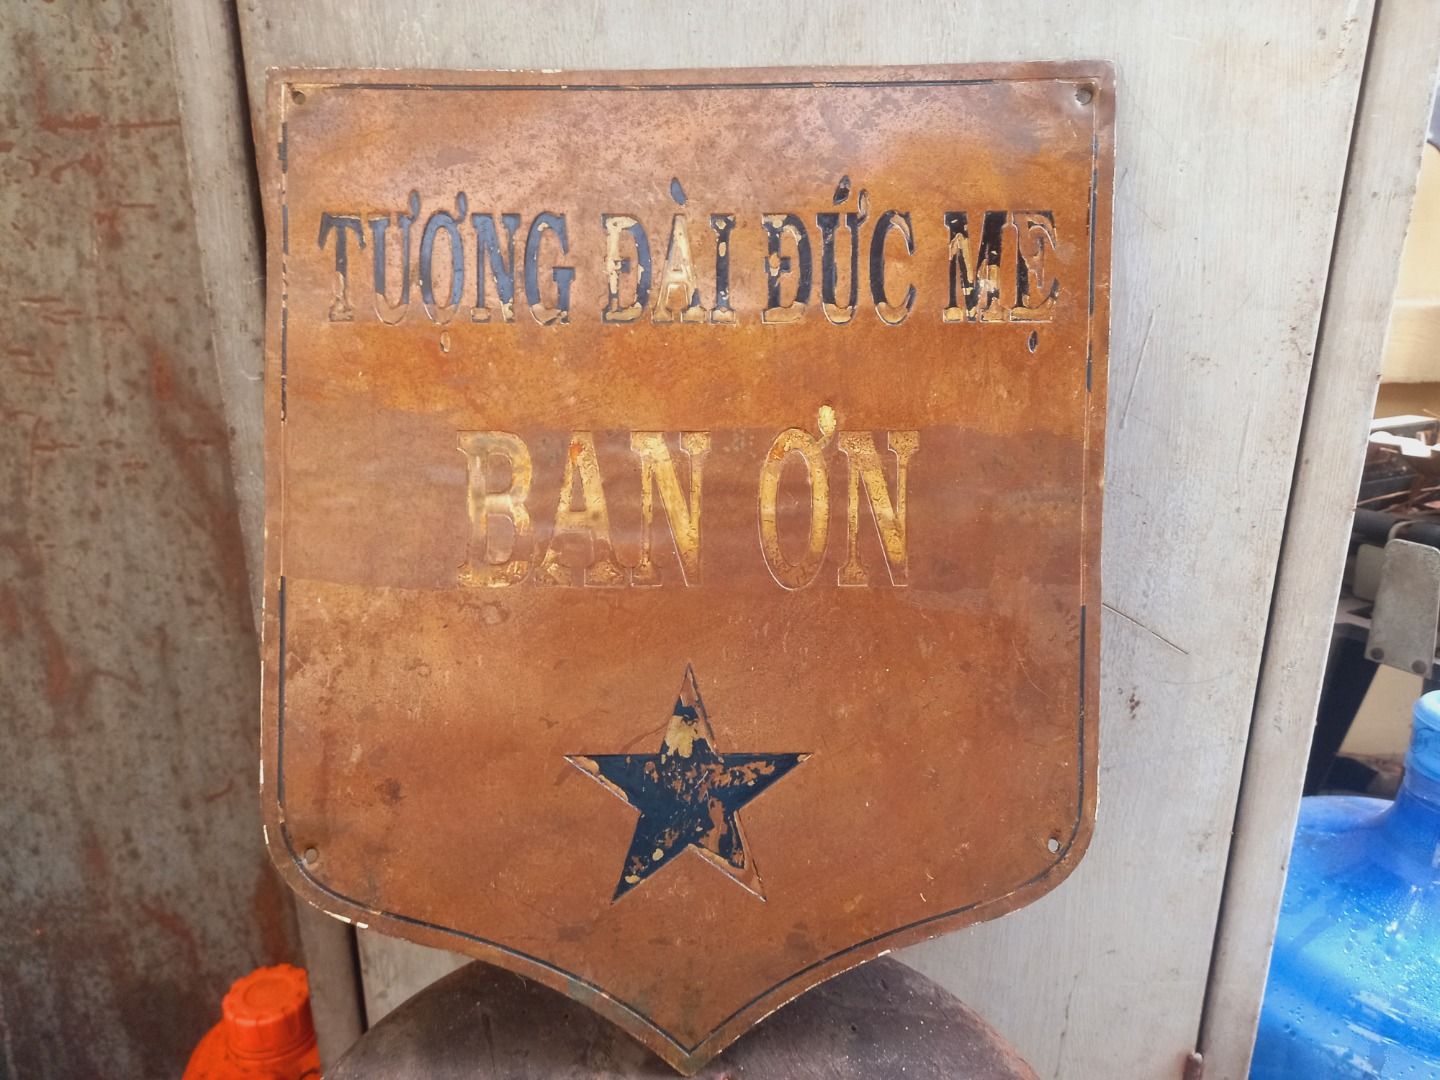 TƯỢNG ĐÀI ĐỨC MẸ
BAN ƠN